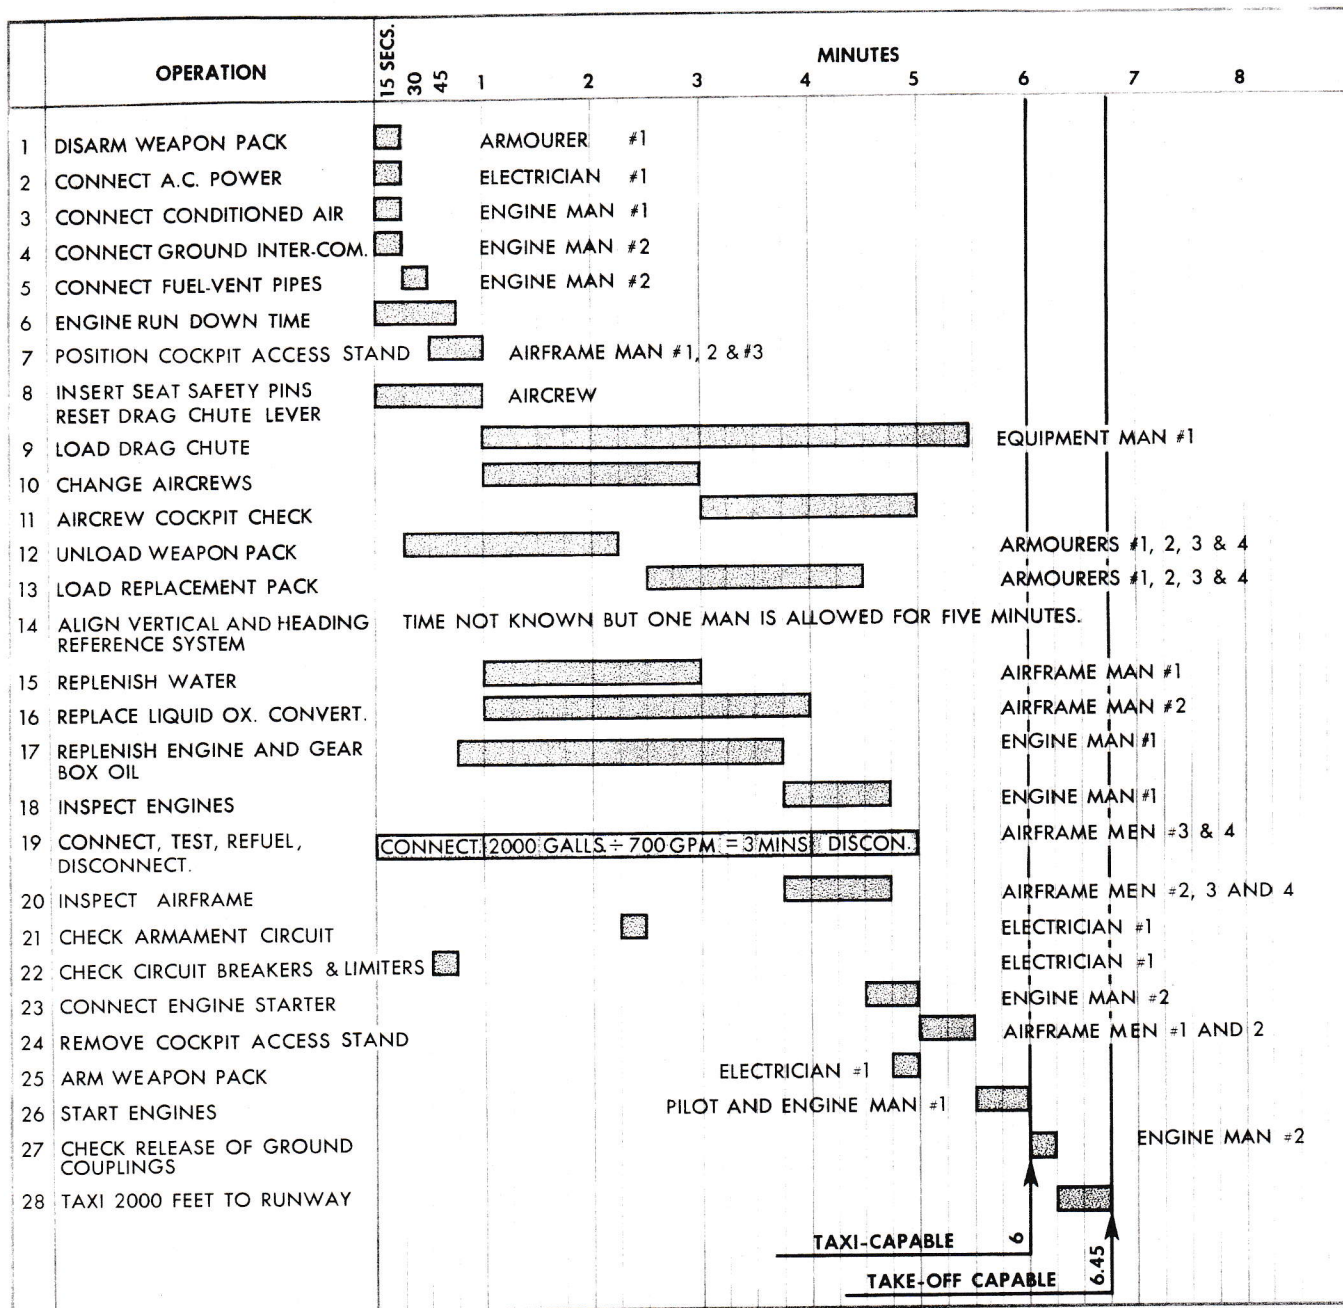 OPERATION
15 SECS.
30
45
MINUTES
1 2 3 4 5 6 7 8
1 DISARM WEAPON PACK ARMOURER #1
2 CONNECT A.C. POWER ELECTRICIAN #1
3 CONNECT CONDITIONED AIR ENGINE MAN #1
4 CONNECT GROUND INTER-COM. ENGINE MAN #2
5 CONNECT FUEL-VENT PIPES ENGINE MAN #2
6 ENGINE RUN DOWN TIME
7 POSITION COCKPIT ACCESS STAND AIRFRAME MAN #1, 2 & #3
8 INSERT SEAT SAFETY PINS AIRCREW
RESET DRAG CHUTE LEVER
9 LOAD DRAG CHUTE EQUIPMENT MAN #1
10 CHANGE AIRCREWS
11 AIRCREW COCKPIT CHECK
12 UNLOAD WEAPON PACK ARMOURERS #1, 2, 3 & 4
13 LOAD REPLACEMENT PACK ARMOURERS #1, 2, 3 & 4
14 ALIGN VERTICAL AND HEADING TIME NOT KNOWN BUT ONE MAN IS ALLOWED FOR FIVE MINUTES.
REFERENCE SYSTEM
15 REPLENISH WATER AIRFRAME MAN #1
16 REPLACE LIQUID OX. CONVERT. AIRFRAME MAN #2
17 REPLENISH ENGINE AND GEAR ENGINE MAN #1
BOX OIL
18 INSPECT ENGINES ENGINE MAN #1
19 CONNECT, TEST, REFUEL, CONNECT. 2000 GALLS. ÷ 700 GPM = 3 MINS DISCON. AIRFRAME MEN #3 & 4
DISCONNECT.
20 INSPECT AIRFRAME AIRFRAME MEN #2, 3 AND 4
21 CHECK ARMAMENT CIRCUIT ELECTRICIAN #1
22 CHECK CIRCUIT BREAKERS & LIMITERS ELECTRICIAN #1
23 CONNECT ENGINE STARTER ENGINE MAN #2
24 REMOVE COCKPIT ACCESS STAND AIRFRAME MEN #1 AND 2
25 ARM WEAPON PACK ELECTRICIAN #1
26 START ENGINES PILOT AND ENGINE MAN #1
27 CHECK RELEASE OF GROUND ENGINE MAN #2
COUPLINGS
28 TAXI 2000 FEET TO RUNWAY
TAXI-CAPABLE 6
TAKE-OFF CAPABLE 6.45